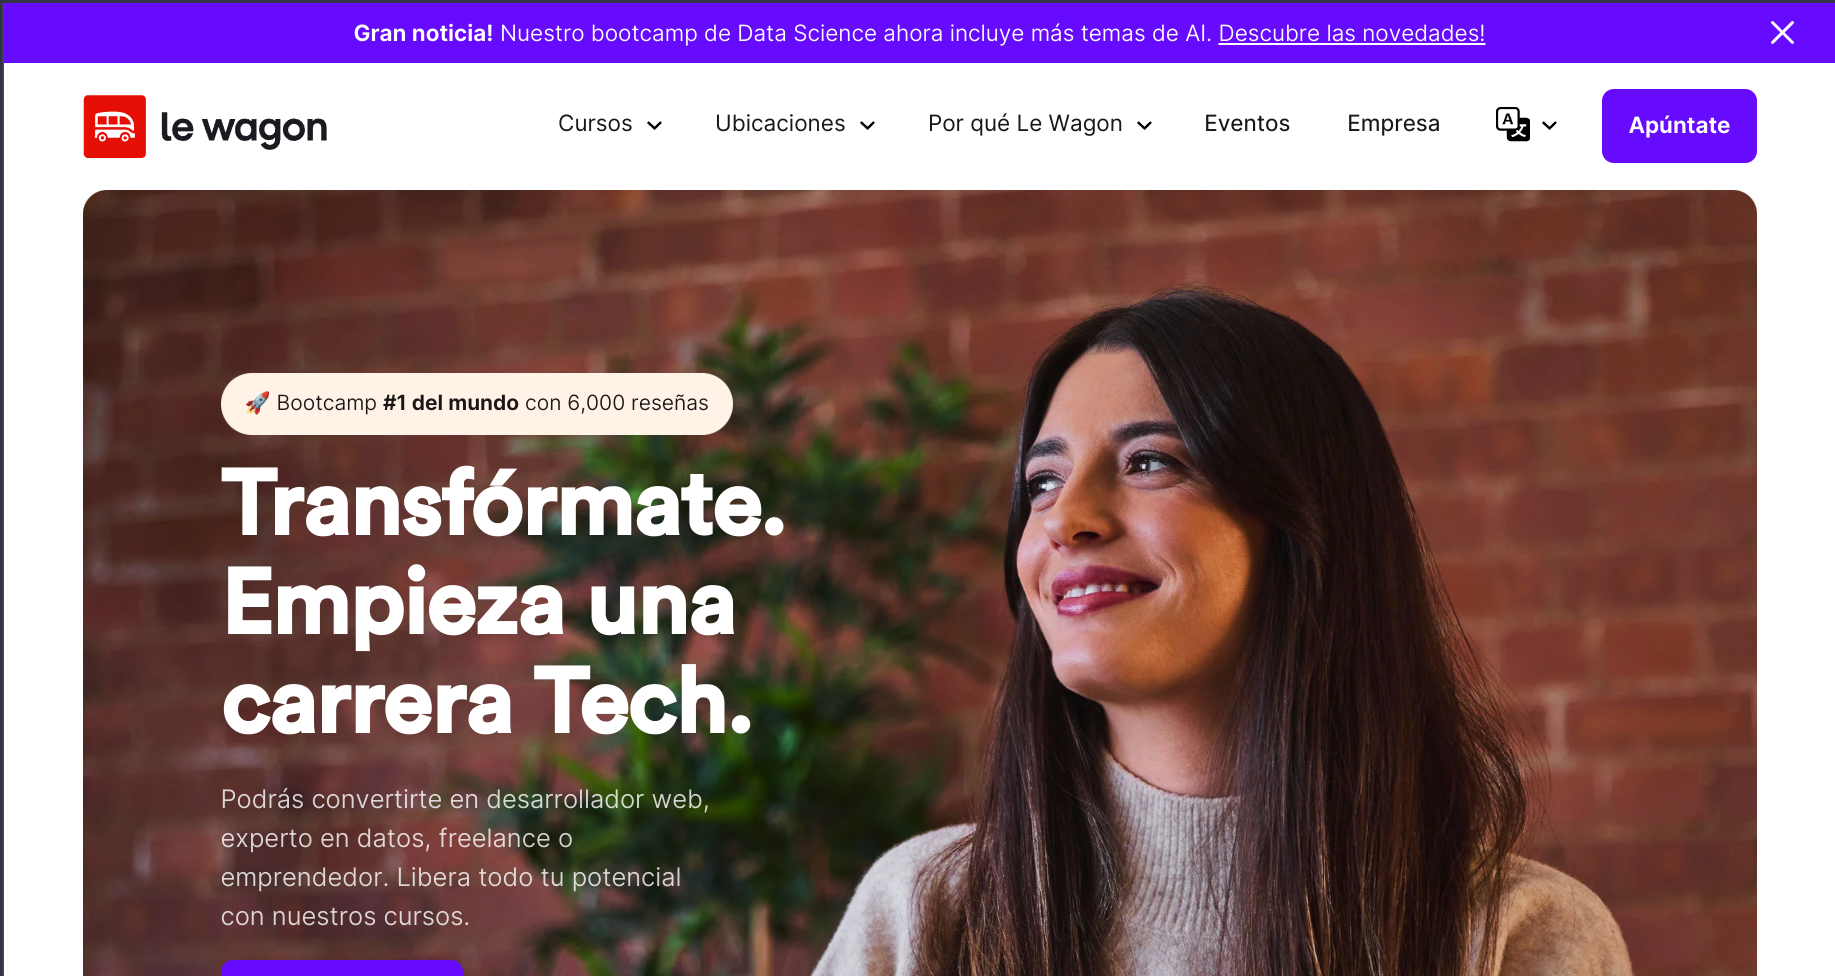 Gran noticia! Nuestro bootcamp de Data Science ahora incluye más temas de AI. Descubre las novedades!
le wagon
Cursos
Ubicaciones
Por qué Le Wagon
Eventos
Empresa
A 文
Apúntate
🚀 Bootcamp #1 del mundo con 6,000 reseñas
Transfórmate.
Empieza una
carrera Tech.
Podrás convertirte en desarrollador web,
experto en datos, freelance o
emprendedor. Libera todo tu potencial
con nuestros cursos.